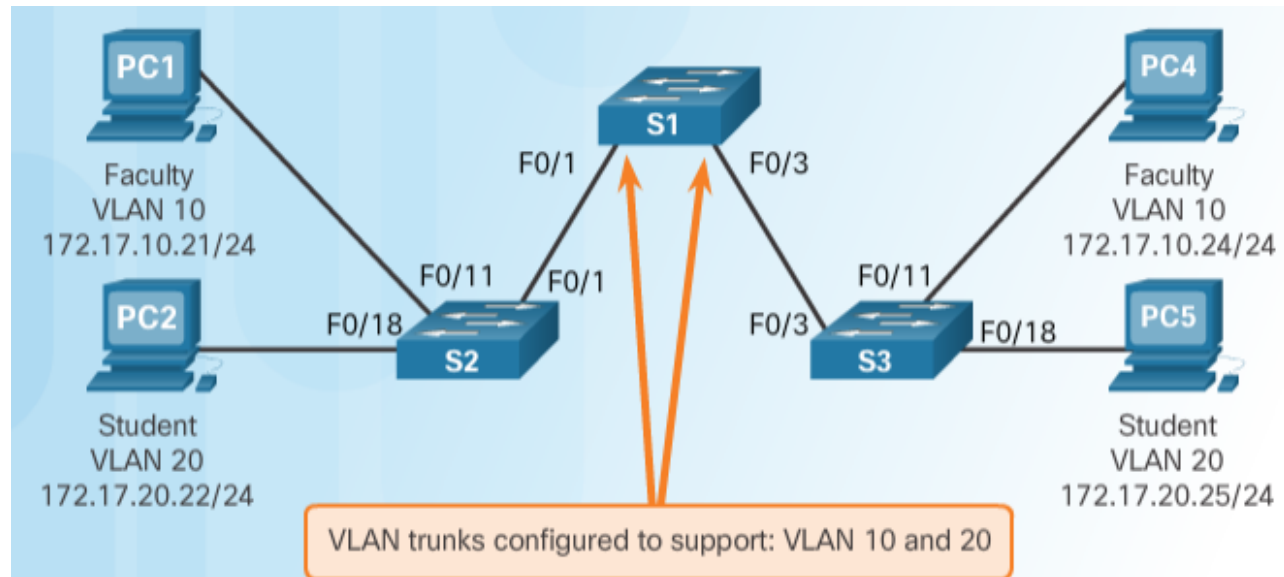 PC1
Faculty
VLAN 10
172.17.10.21/24
PC2
Student
VLAN 20
172.17.20.22/24
F0/11
F0/18
F0/1
S2
F0/1
S1
F0/3
F0/3
S3
F0/11
F0/18
PC4
Faculty
VLAN 10
172.17.10.24/24
PC5
Student
VLAN 20
172.17.20.25/24
VLAN trunks configured to support: VLAN 10 and 20